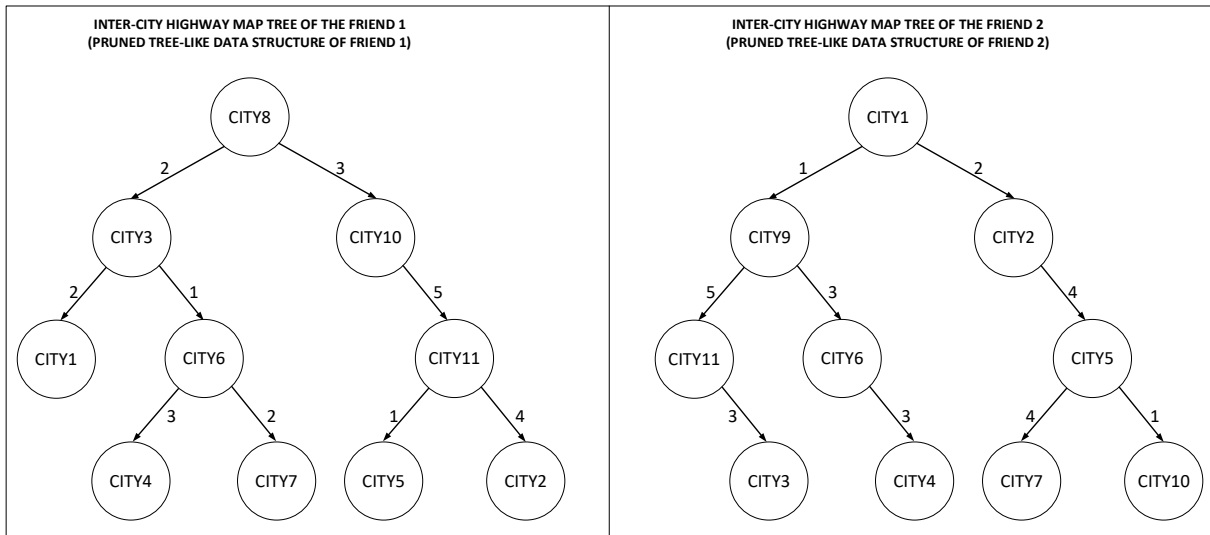 INTER-CITY HIGHWAY MAP TREE OF THE FRIEND 1
(PRUNED TREE-LIKE DATA STRUCTURE OF FRIEND 1)
CITY8
2 3
CITY3 CITY10
2 1 5
CITY1 CITY6 CITY11
3 2 1 4
CITY4 CITY7 CITY5 CITY2
INTER-CITY HIGHWAY MAP TREE OF THE FRIEND 2
(PRUNED TREE-LIKE DATA STRUCTURE OF FRIEND 2)
CITY1
1 2
CITY9 CITY2
5 3 4
CITY11 CITY6 CITY5
3 3 4 1
CITY3 CITY4 CITY7 CITY10